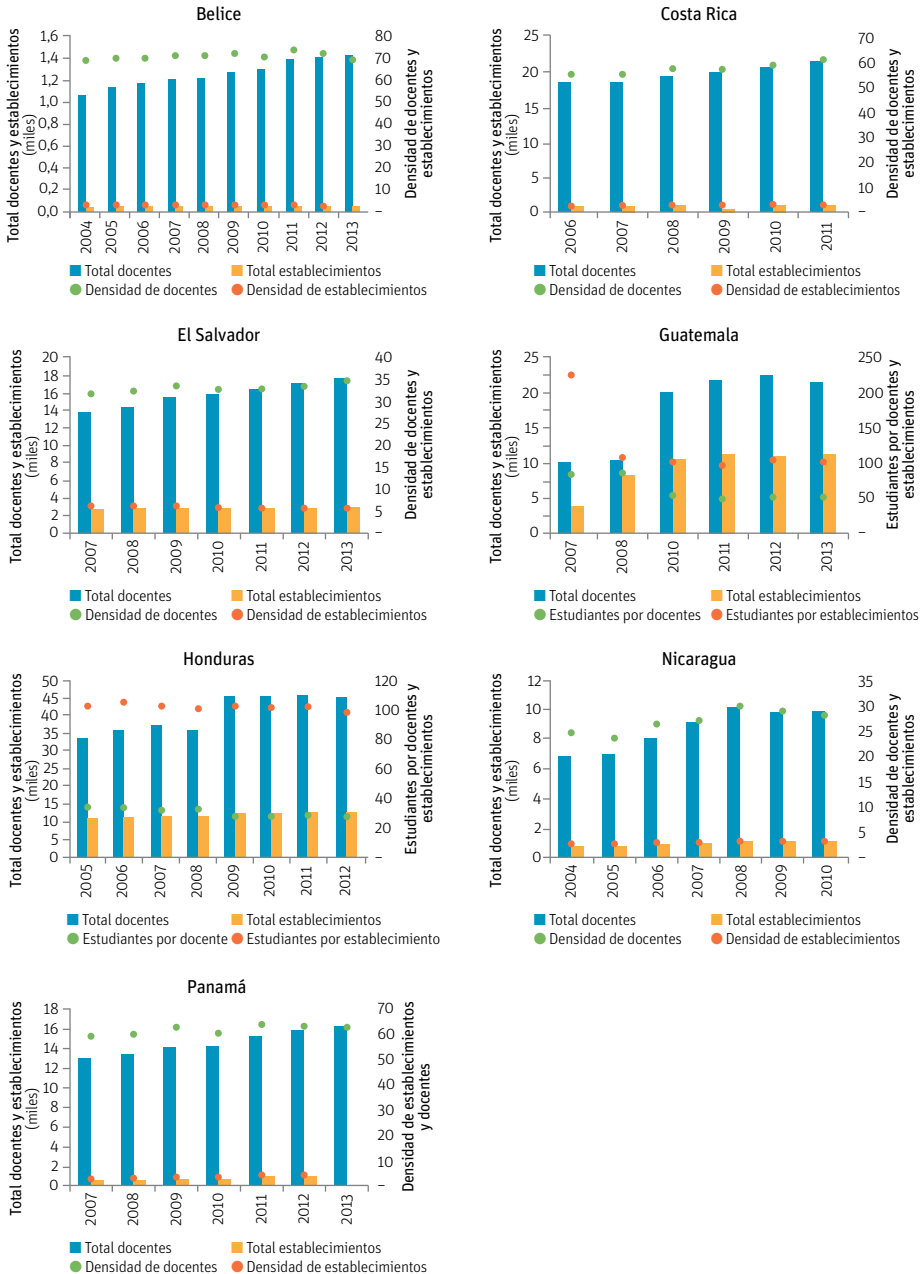 Belice
Total docentes y establecimientos
(miles)
1,6
1,4
1,2
1,0
0,8
0,6
0,4
0,2
0,0
80
70
60
50
40
30
20
10
–
Densidad de docentes y
establecimientos
2004
2005
2006
2007
2008
2009
2010
2011
2012
2013
Total docentes
Total establecimientos
Densidad de docentes
Densidad de establecimientos
Costa Rica
Total docentes y establecimientos
(miles)
25
20
15
10
5
0
70
60
50
40
30
20
10
–
Densidad de docentes y
establecimientos
2006
2007
2008
2009
2010
2011
Total docentes
Total establecimientos
Densidad de docentes
Densidad de establecimientos
El Salvador
Total docentes y establecimientos
(miles)
20
18
16
14
12
10
8
6
4
2
0
40
35
30
25
20
15
10
5
–
Densidad de docentes y
establecimientos
2007
2008
2009
2010
2011
2012
2013
Total docentes
Total establecimientos
Densidad de docentes
Densidad de establecimientos
Guatemala
Total docentes y establecimientos
(miles)
25
20
15
10
5
0
250
200
150
100
50
–
Estudiantes por docentes y
establecimiento
2007
2008
2010
2011
2012
2013
Total docentes
Total establecimientos
Estudiantes por docentes
Estudiantes por establecimientos
Honduras
Total docentes y establecimientos
(miles)
50
45
40
35
30
25
20
15
10
5
0
120
100
80
60
40
20
–
Estudiantes por docentes y
establecimiento
2005
2006
2007
2008
2009
2010
2011
2012
Total docentes
Total establecimientos
Estudiantes por docente
Estudiantes por establecimiento
Nicaragua
Total docentes y establecimientos
(miles)
12
10
8
6
4
2
0
35
30
25
20
15
10
5
–
Densidad de docentes y
establecimiento
2004
2005
2006
2007
2008
2009
2010
Total docentes
Total establecimientos
Densidad de docentes
Densidad de establecimientos
Panamá
Total docentes y establecimientos
(miles)
18
16
14
12
10
8
6
4
2
0
70
60
50
40
30
20
10
–
Densidad de establecimientos
y docentes
2007
2008
2009
2010
2011
2012
2013
Total docentes
Total establecimientos
Densidad de docentes
Densidad de establecimientos